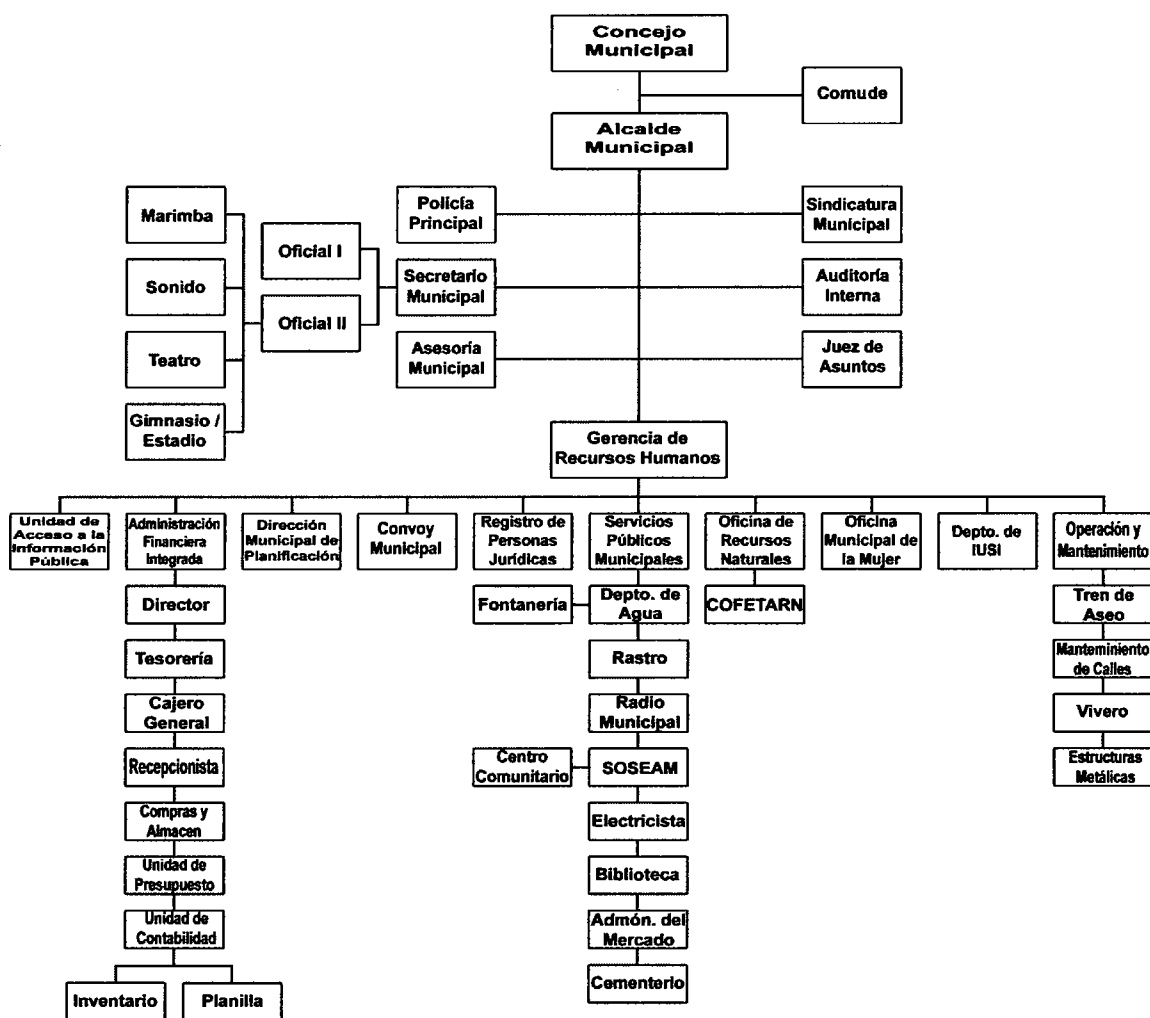 Concejo
Municipal
Comude
Alcalde
Municipal
Marimba
Sonido
Teatro
Gimnasio /
Estadio
Oficial I
Oficial II
Policía
Principal
Secretario
Municipal
Asesoría
Municipal
Sindicatura
Municipal
Auditoría
Interna
Juez de
Asuntos
Gerencia de
Recursos Humanos
Unidad de
Acceso a la
Información
Pública
Administración
Financiera
Integrada
Dirección
Municipal de
Planificación
Convoy
Municipal
Registro de
Personas
Jurídicas
Servicios
Públicos
Municipales
Oficina de
Recursos
Naturales
Oficina
Municipal de
la Mujer
Depto. de
IUSI
Operación y
Mantenimiento
Director
Tesorería
Cajero
General
Recepcionista
Compras y
Almacen
Unidad de
Presupuesto
Unidad de
Contabilidad
Inventario
Planilla
Fontanería
Depto. de
Agua
Rastro
Radio
Municipal
Centro
Comunitario
SOSEAM
Electricista
Biblioteca
Admón. del
Mercado
Cementerio
COFETARN
Tren de
Aseo
Manteminiento
de Calles
Vivero
Estructuras
Metálicas